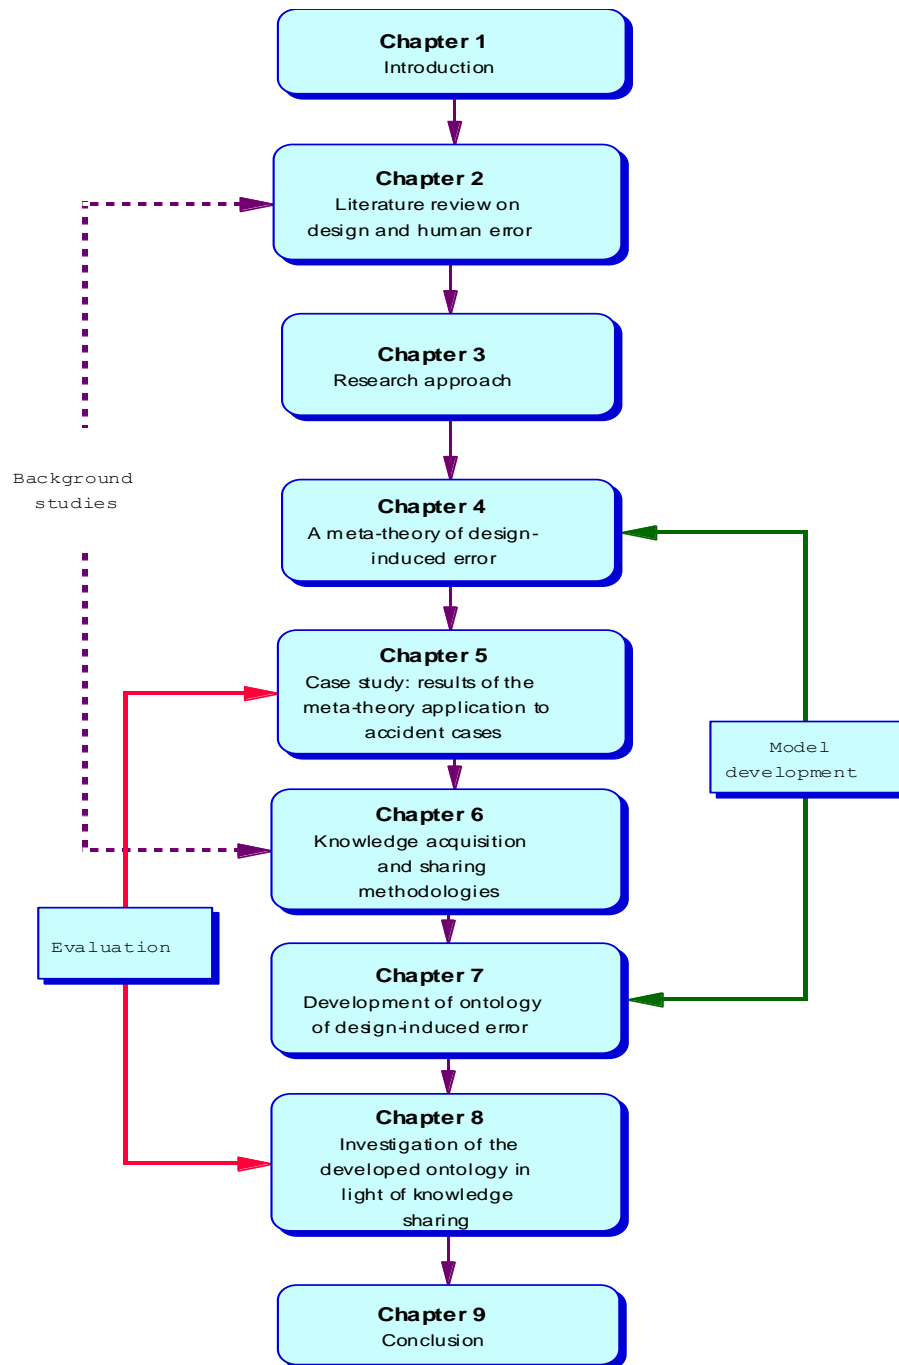 Chapter 1
Introduction
Chapter 2
Literature review on
design and human error
Chapter 3
Research approach
Background
studies
Chapter 4
A meta-theory of design-
induced error
Chapter 5
Case study: results of the
meta-theory application to
accident cases
Model
development
Chapter 6
Knowledge acquisition
and sharing
methodologies
Evaluation
Chapter 7
Development of ontology
of design-induced error
Chapter 8
Investigation of the
developed ontology in
light of knowledge
sharing
Chapter 9
Conclusion